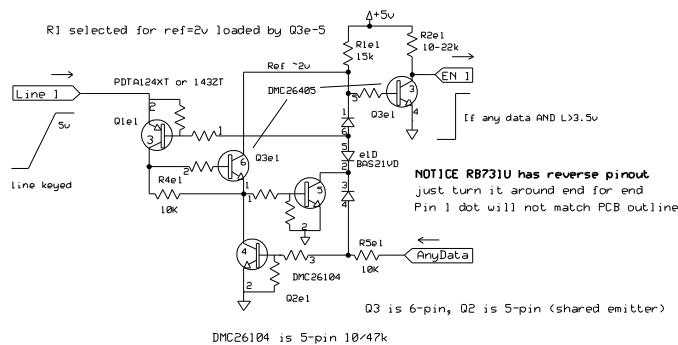 +5v
R1 selected for ref=2v loaded by Q3e-5
R1e1
15k
R2e1
10-22k
EN 1
Ref ~2v
Line 1
PDTA124XT or 143ZT
DMC26405
5
3
4
Q3e1
If any data AND L>3.5v
5v
2
Q1e1
3
1
1
6
e1D
BAS21VD
line keyed
2
6
Q3e1
5
2
3
4
R4e1
10K
1
1
2
NOTICE RB731U has reverse pinout
just turn it around end for end
Pin 1 dot will not match PCB outline
4
3
R5e1
10K
AnyData
DMC26104
2
Q2e1
Q3 is 6-pin, Q2 is 5-pin (shared emitter)
DMC26104 is 5-pin 10/47k